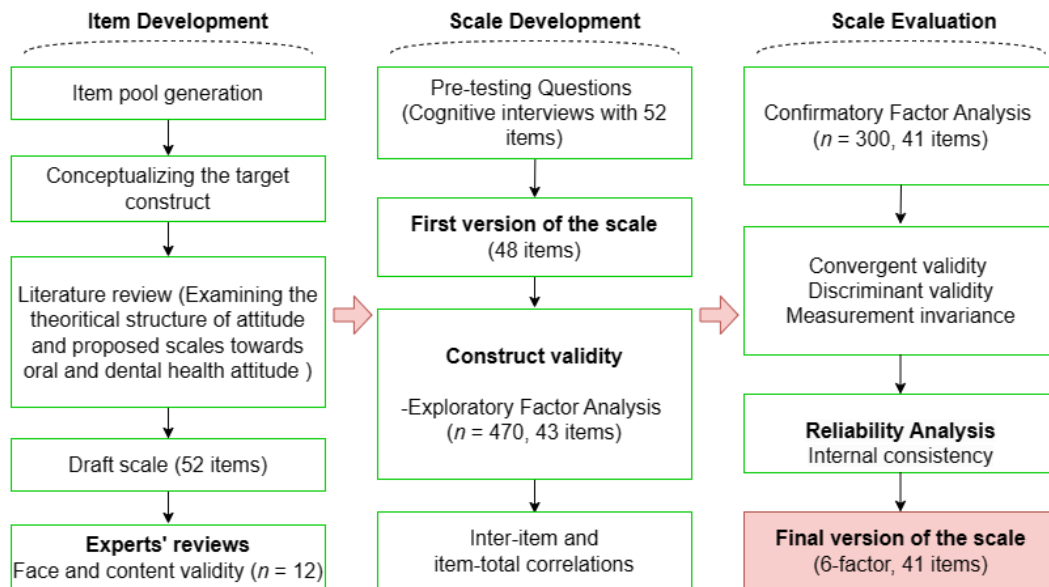 Item Development
Item pool generation
Conceptualizing the target
construct
Literature review (Examining the
theoritical structure of attitude
and proposed scales towards
oral and dental health attitude )
Draft scale (52 items)
Experts' reviews
Face and content validity (n = 12)
Scale Development
Pre-testing Questions
(Cognitive interviews with 52
items)
First version of the scale
(48 items)
Construct validity
-Exploratory Factor Analysis
(n = 470, 43 items)
Inter-item and
item-total correlations
Scale Evaluation
Confirmatory Factor Analysis
(n = 300, 41 items)
Convergent validity
Discriminant validity
Measurement invariance
Reliability Analysis
Internal consistency
Final version of the scale
(6-factor, 41 items)